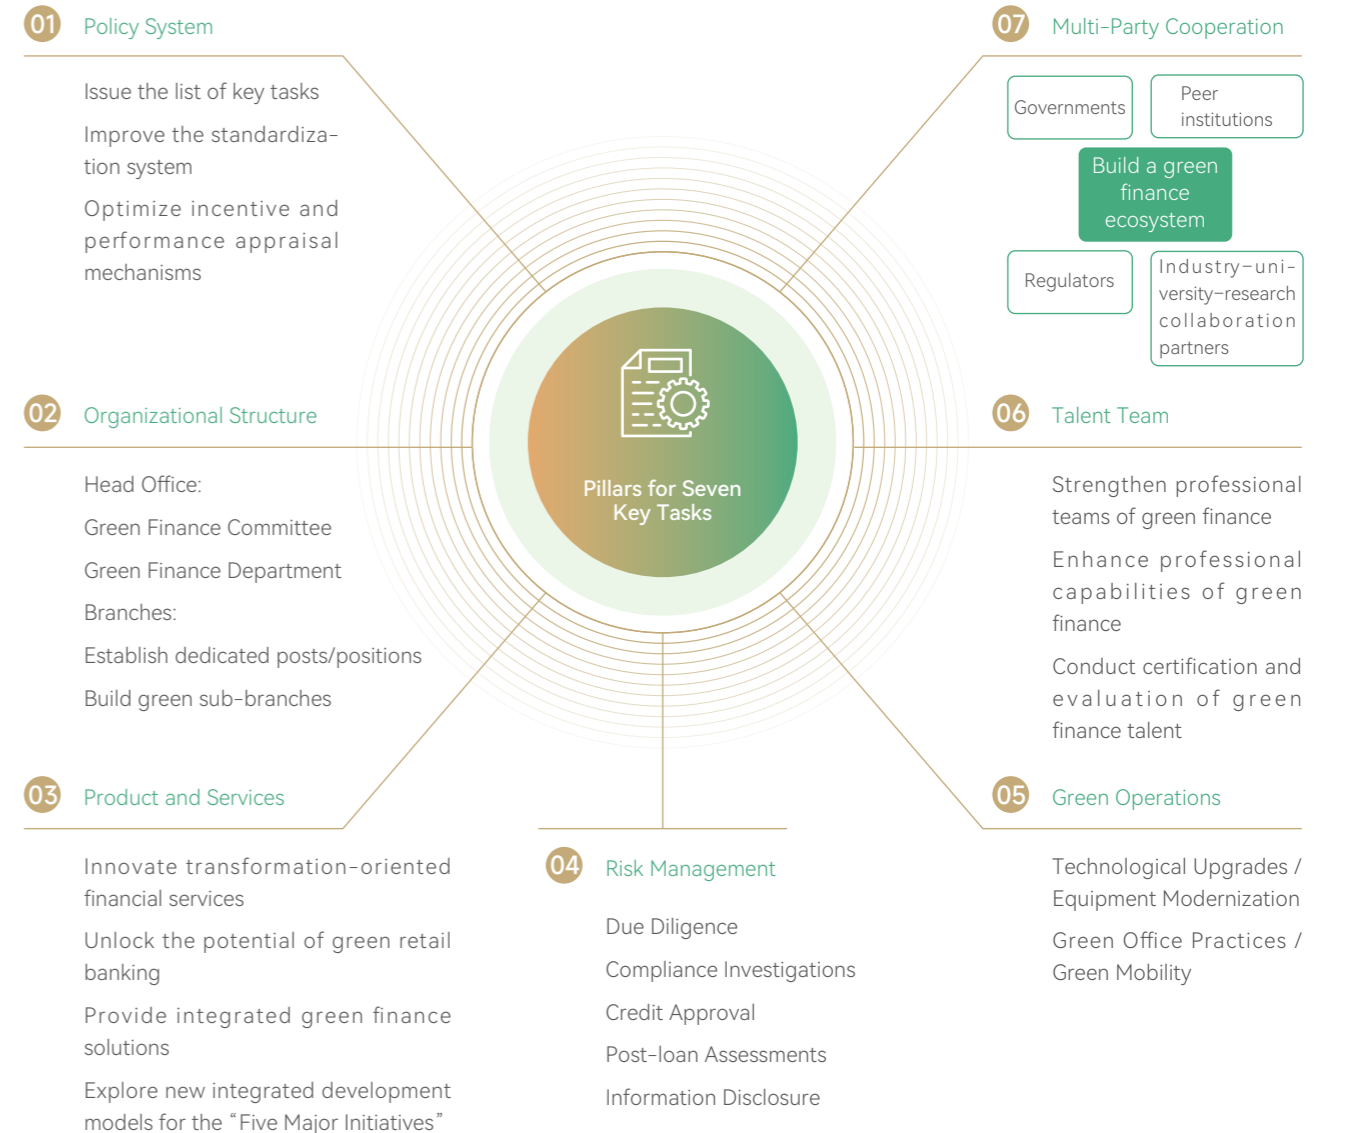 01 Policy System
Issue the list of key tasks
Improve the standardiza-
tion system
Optimize incentive and
performance appraisal
mechanisms
02 Organizational Structure
Head Office:
Green Finance Committee
Green Finance Department
Branches:
Establish dedicated posts/positions
Build green sub-branches
03 Product and Services
Innovate transformation-oriented
financial services
Unlock the potential of green retail
banking
Provide integrated green finance
solutions
Explore new integrated development
models for the “Five Major Initiatives”
Pillars for Seven
Key Tasks
04 Risk Management
Due Diligence
Compliance Investigations
Credit Approval
Post-loan Assessments
Information Disclosure
05 Green Operations
Technological Upgrades /
Equipment Modernization
Green Office Practices /
Green Mobility
06 Talent Team
Strengthen professional
teams of green finance
Enhance professional
capabilities of green
finance
Conduct certification and
evaluation of green
finance talent
07 Multi-Party Cooperation
Governments
Peer
institutions
Build a green
finance
ecosystem
Regulators
Industry-uni-
versity-research
collaboration
partners